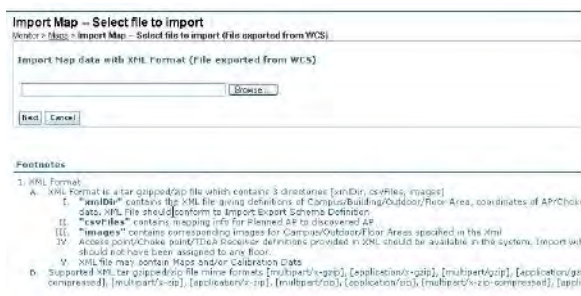 Import Map -- Select file to import
Monitor > Maps > Import Map -- Select file to import (File exported from WCS)
Import Map data with XML Format (File exported from WCS)
Browse...
Next Cancel
Footnotes
1. XML Format
A. XML Format is a tar gzipped/zip file which contains 3 directories [xmlDir, csvFiles, images]
I. "xmlDir" contains the XML file giving definitions of Campus/Building/Outdoor/Floor Area, coordinates of AP/Choke
data. XML File should conform to Import Export Schema Definition
II. "csvFiles" contains mapping info for Planned AP to discovered AP
III. "images" contains corresponding images for Campus/Outdoor/Floor Areas specified in the Xml
IV. Access point/Choke point/TDoA Receiver definitions provided in XML should be available in the system. Import wil
should not have been assigned to any floor.
V. XML file may contain Maps and/or Calibration Data
B. Supported XML tar gzipped/zip file mime formats [multipart/x-gzip], [application/x-gzip], [multipart/gzip], [application/gz
compressed], [multipart/x-zip], [application/x-zip], [multipart/zip], [application/zip], [multipart/x-zip-compressed], [appl